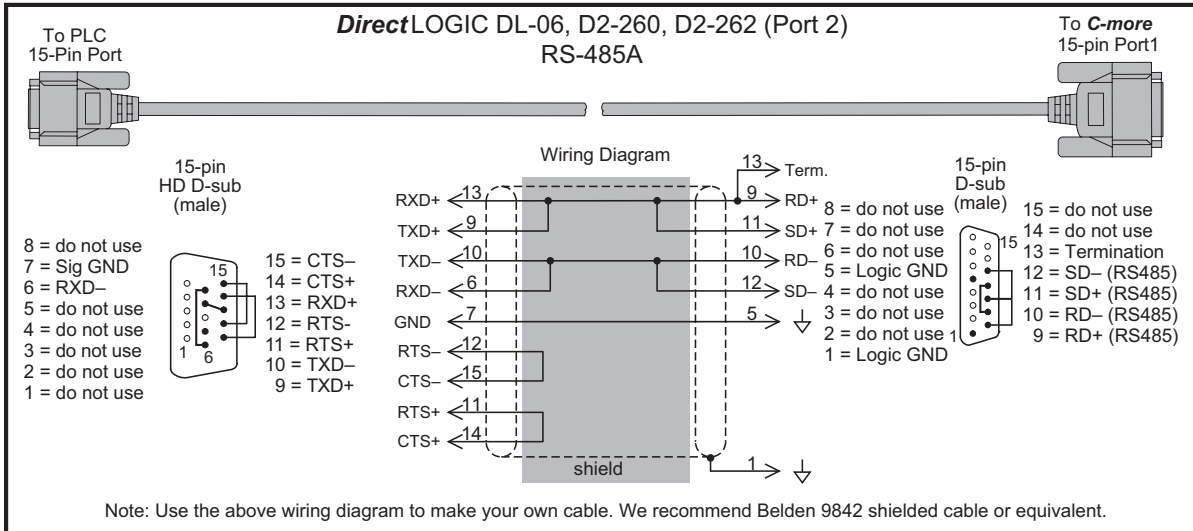 DirectLOGIC DL-06, D2-260, D2-262 (Port 2)
RS-485A
To PLC
15-Pin Port
To C-more
15-pin Port1
15-pin
HD D-sub
(male)
8 = do not use
7 = Sig GND
6 = RXD–
5 = do not use
4 = do not use
3 = do not use
2 = do not use
1 = do not use
15
1
6
15 = CTS–
14 = CTS+
13 = RXD+
12 = RTS-
11 = RTS+
10 = TXD–
9 = TXD+
Wiring Diagram
13 Term.
RXD+ 13 9 RD+
TXD+ 9 11 SD+
TXD– 10 10 RD–
RXD– 6 12 SD–
GND 7 5
RTS– 12
CTS– 15
RTS+ 11
CTS+ 14
shield
1
8 = do not use
7 = do not use
6 = do not use
5 = Logic GND
4 = do not use
3 = do not use
2 = do not use
1 = Logic GND
15-pin
D-sub
(male)
15
1
15 = do not use
14 = do not use
13 = Termination
12 = SD– (RS485)
11 = SD+ (RS485)
10 = RD– (RS485)
9 = RD+ (RS485)
Note: Use the above wiring diagram to make your own cable. We recommend Belden 9842 shielded cable or equivalent.